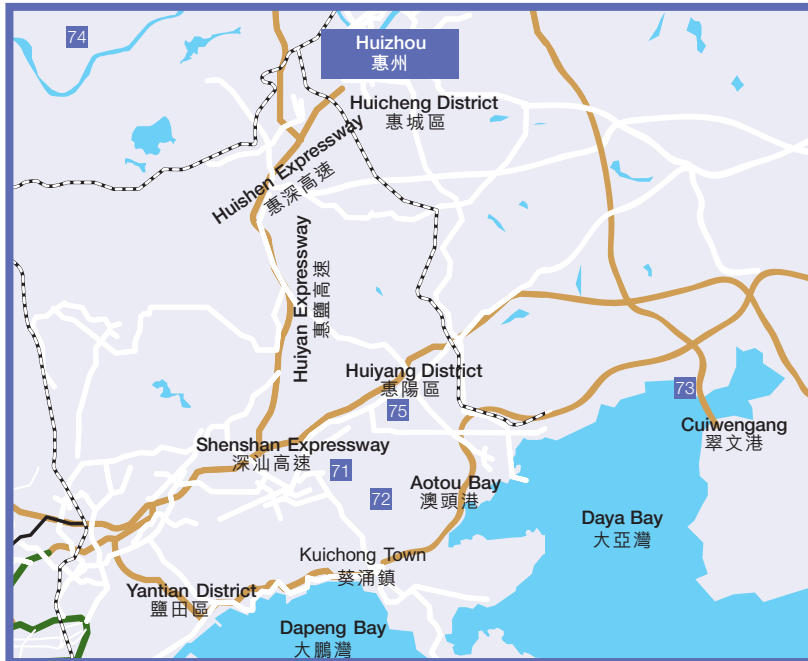 74
Huizhou
惠州
Huicheng District
惠城區
Huishen Expressway
惠深高速
Huiyan Expressway
惠鹽高速
Huiyang District
惠陽區
73
75
Cuiwengang
翠文港
Shenshan Expressway
深汕高速
71
Aotou Bay
澳頭港
72
Daya Bay
大亞灣
Kuichong Town
葵涌鎮
Yantian District
鹽田區
Dapeng Bay
大鵬灣